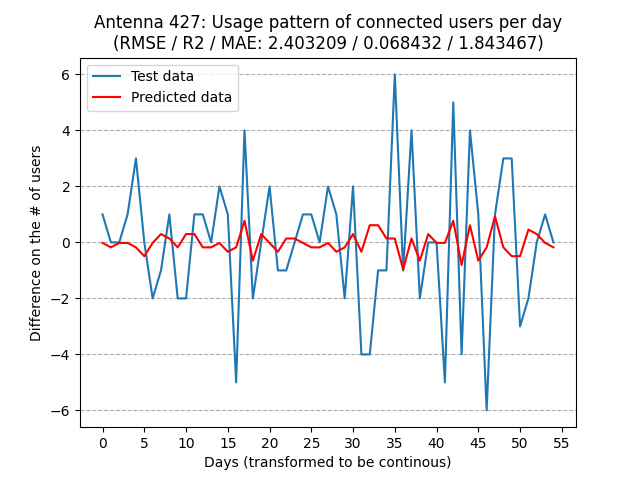 Antenna 427: Usage pattern of connected users per day
(RMSE / R2 / MAE: 2.403209 / 0.068432 / 1.843467)
Test data
Predicted data
Difference on the # of users
6
4
2
0
−2
−4
−6
0 5 10 15 20 25 30 35 40 45 50 55
Days (transformed to be continous)